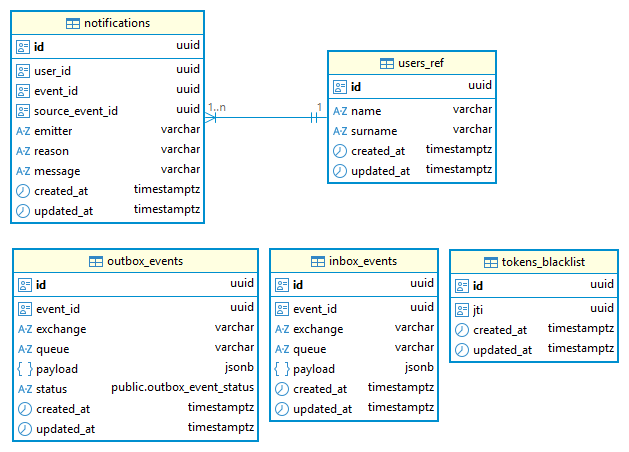 notifications
id uuid
user_id uuid
event_id uuid
source_event_id uuid
A-Z emitter varchar
A-Z reason varchar
A-Z message varchar
created_at timestamptz
updated_at timestamptz
1..n
1
users_ref
id uuid
A-Z name varchar
A-Z surname varchar
created_at timestamptz
updated_at timestamptz
outbox_events
id uuid
event_id uuid
A-Z exchange varchar
A-Z queue varchar
{ } payload jsonb
A-Z status public.outbox_event_status
created_at timestamptz
updated_at timestamptz
inbox_events
id uuid
event_id uuid
A-Z exchange varchar
A-Z queue varchar
{ } payload jsonb
created_at timestamptz
updated_at timestamptz
tokens_blacklist
id uuid
jti uuid
created_at timestamptz
updated_at timestamptz